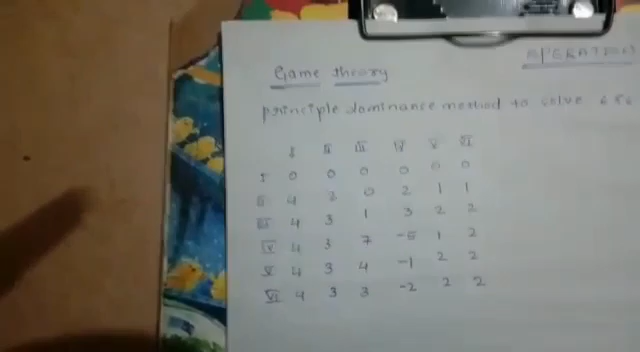 OPERATION
Game theory
principle dominance method to solve 6x6
I II III IV V VI
I 0 0 0 0 0 0
II 4 2 0 2 1 1
III 4 3 1 3 2 2
IV 4 3 7 -5 1 2
V 4 3 4 -1 2 2
VI 4 3 3 -2 2 2